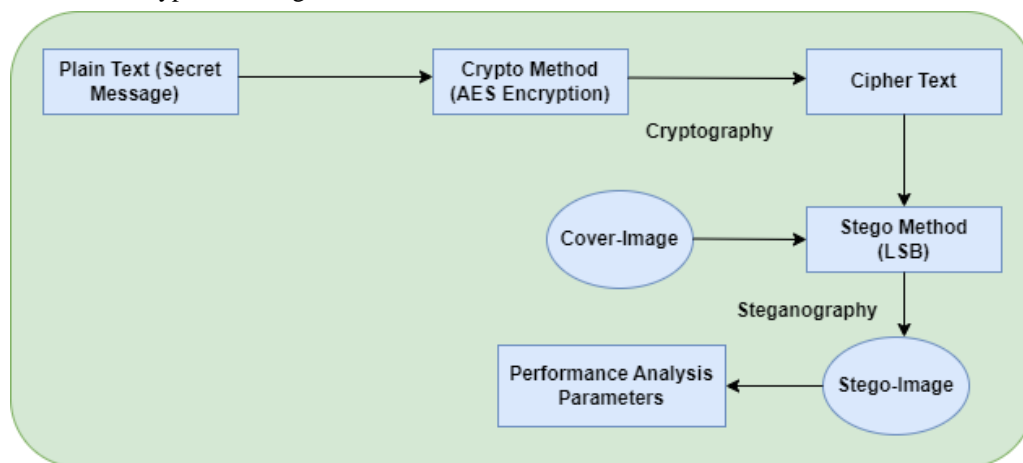 Plain Text (Secret
Message)
Crypto Method
(AES Encryption)
Cipher Text
Cryptography
Cover-Image
Stego Method
(LSB)
Steganography
Performance Analysis
Parameters
Stego-Image